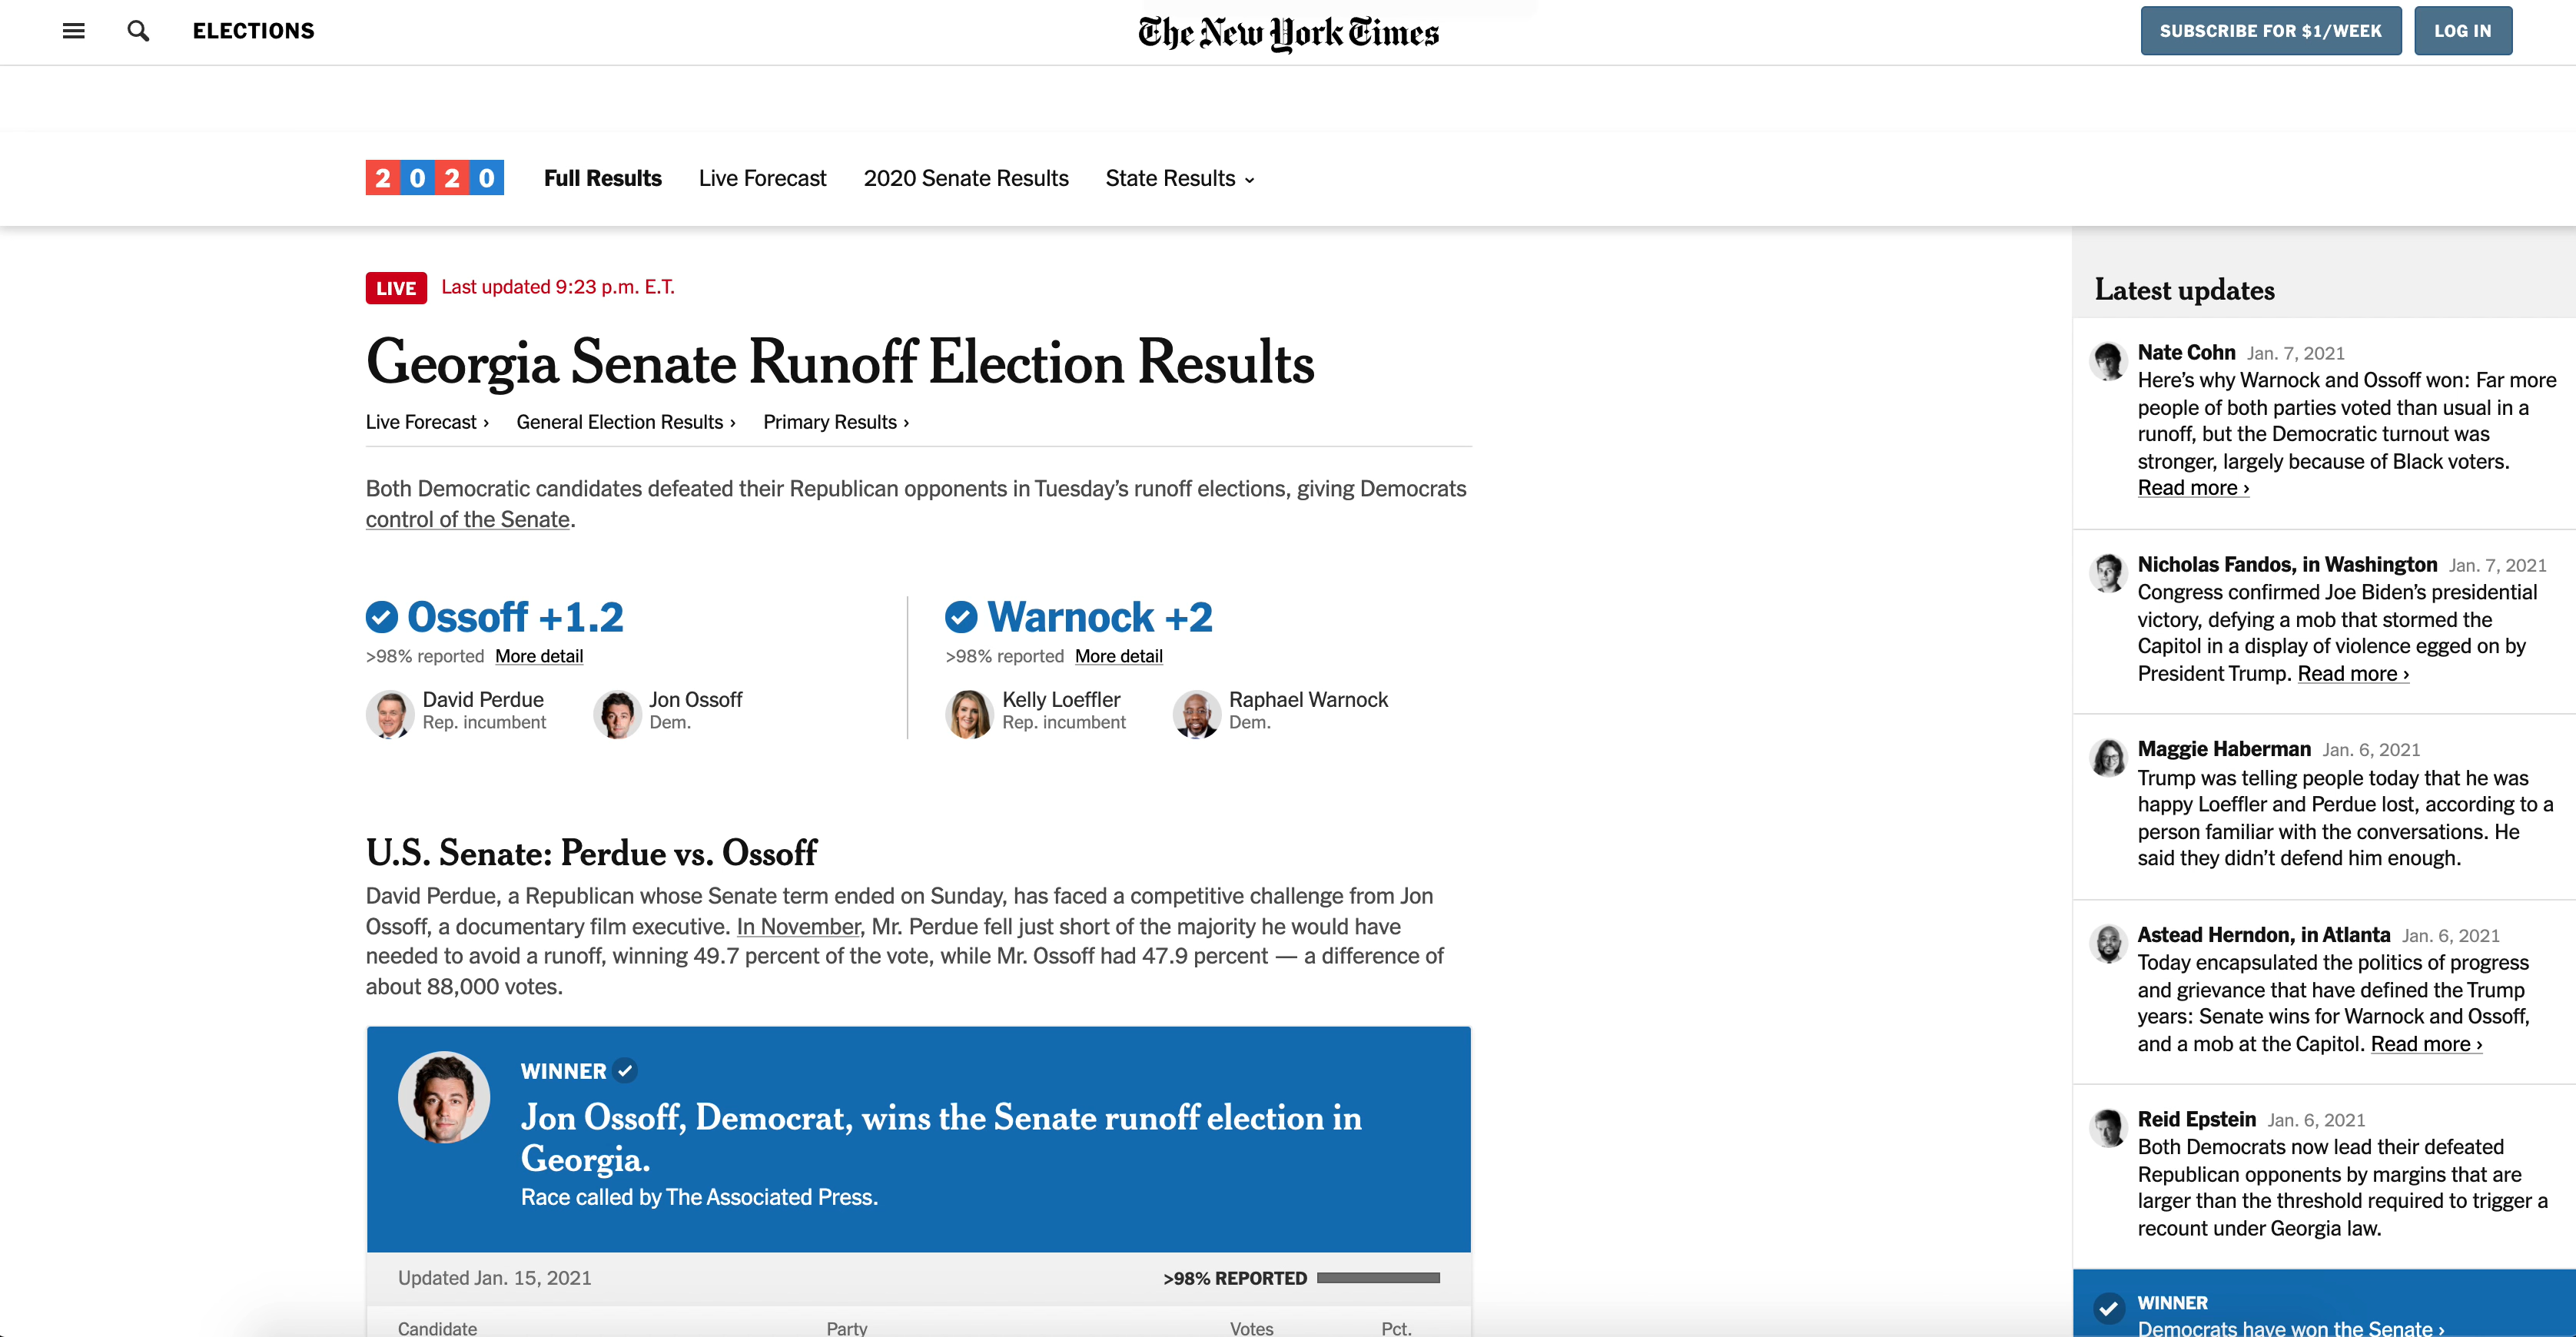 ELECTIONS
The New York Times
SUBSCRIBE FOR $1/WEEK
LOG IN
2020
Full Results
Live Forecast
2020 Senate Results
State Results
LIVE
Last updated 9:23 p.m. E.T.
Georgia Senate Runoff Election Results
Live Forecast ›
General Election Results ›
Primary Results ›
Both Democratic candidates defeated their Republican opponents in Tuesday’s runoff elections, giving Democrats
control of the Senate.
Ossoff +1.2
>98% reported More detail
David Perdue
Rep. incumbent
Jon Ossoff
Dem.
Warnock +2
>98% reported More detail
Kelly Loeffler
Rep. incumbent
Raphael Warnock
Dem.
U.S. Senate: Perdue vs. Ossoff
David Perdue, a Republican whose Senate term ended on Sunday, has faced a competitive challenge from Jon
Ossoff, a documentary film executive. In November, Mr. Perdue fell just short of the majority he would have
needed to avoid a runoff, winning 49.7 percent of the vote, while Mr. Ossoff had 47.9 percent — a difference of
about 88,000 votes.
WINNER
Jon Ossoff, Democrat, wins the Senate runoff election in
Georgia.
Race called by The Associated Press.
Updated Jan. 15, 2021
>98% REPORTED
Candidate
Party
Votes
Pct.
Latest updates
Nate Cohn Jan. 7, 2021
Here’s why Warnock and Ossoff won: Far more
people of both parties voted than usual in a
runoff, but the Democratic turnout was
stronger, largely because of Black voters.
Read more ›
Nicholas Fandos, in Washington Jan. 7, 2021
Congress confirmed Joe Biden’s presidential
victory, defying a mob that stormed the
Capitol in a display of violence egged on by
President Trump. Read more ›
Maggie Haberman Jan. 6, 2021
Trump was telling people today that he was
happy Loeffler and Perdue lost, according to a
person familiar with the conversations. He
said they didn’t defend him enough.
Astead Herndon, in Atlanta Jan. 6, 2021
Today encapsulated the politics of progress
and grievance that have defined the Trump
years: Senate wins for Warnock and Ossoff,
and a mob at the Capitol. Read more ›
Reid Epstein Jan. 6, 2021
Both Democrats now lead their defeated
Republican opponents by margins that are
larger than the threshold required to trigger a
recount under Georgia law.
WINNER
Democrats have won the Senate ›